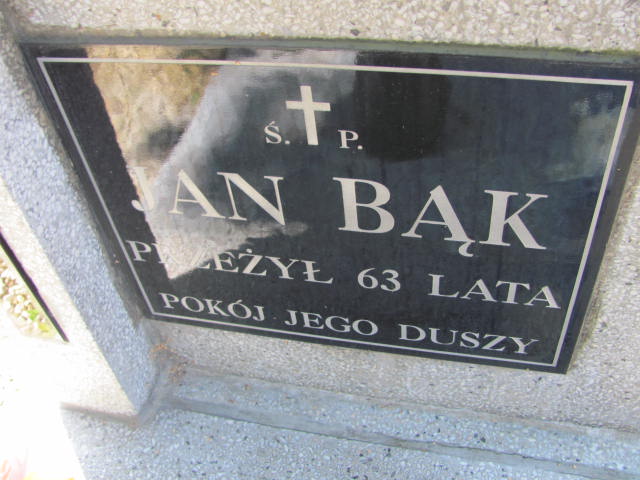 Ś. P.
JAN BĄK
PRZEŻYŁ 63 LATA
POKÓJ JEGO DUSZY